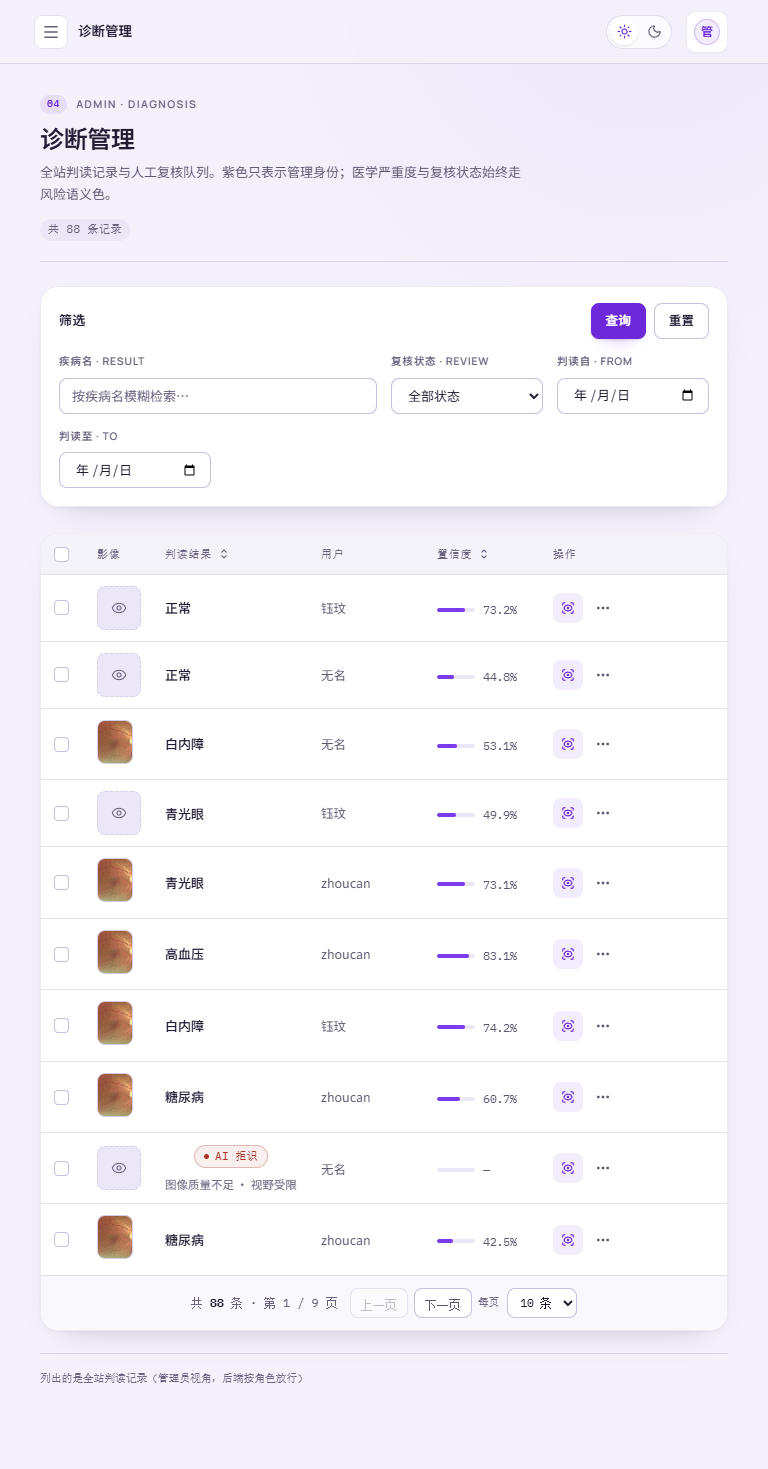 诊断管理
管
04 ADMIN · DIAGNOSIS
诊断管理
全站判读记录与人工复核队列。紫色只表示管理身份；医学严重度与复核状态始终走
风险语义色。
共 88 条记录
筛选
查询 重置
疾病名 · RESULT 复核状态 · REVIEW 判读自 · FROM
按疾病名模糊检索… 全部状态 年 /月/日
判读至 · TO
年 /月/日
影像 判读结果 用户 置信度 操作
正常 钰玟 73.2%
正常 无名 44.8%
白内障 无名 53.1%
青光眼 钰玟 49.9%
青光眼 zhoucan 73.1%
高血压 zhoucan 83.1%
白内障 钰玟 74.2%
糖尿病 zhoucan 60.7%
AI 拒识
图像质量不足 · 视野受限 无名 —
糖尿病 zhoucan 42.5%
共 88 条 · 第 1 / 9 页 上一页 下一页 每页 10 条
列出的是全站判读记录（管理员视角，后端按角色放行）